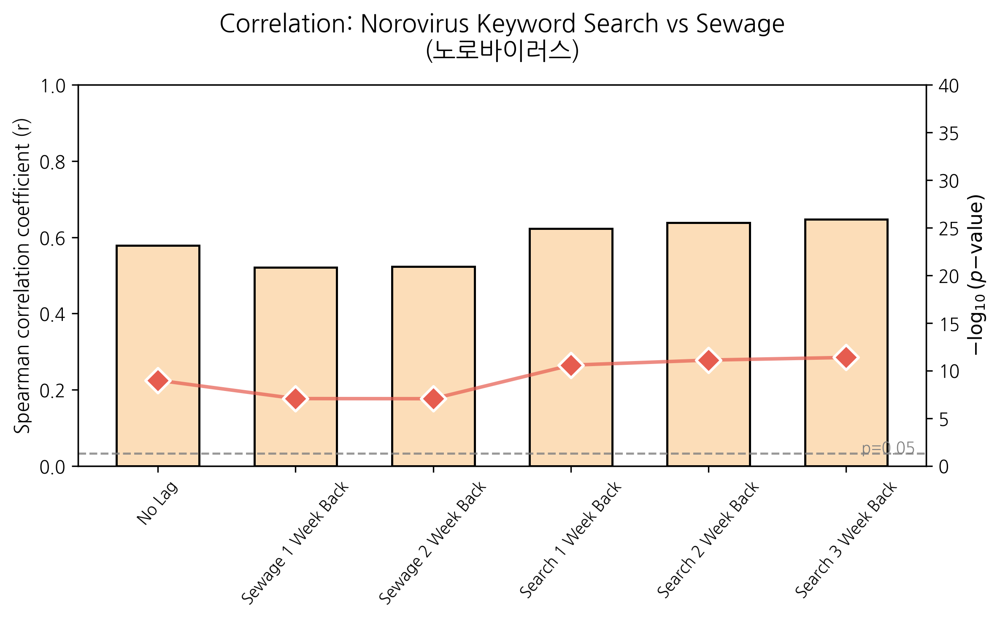 Correlation: Norovirus Keyword Search vs Sewage
(노로바이러스)
Spearman correlation coefficient (r)
1.0
0.8
0.6
0.4
0.2
0.0
40
35
30
25
20
15
10
5
0
−log₁₀(p−value)
p=0.05
No Lag
Sewage 1 Week Back
Sewage 2 Week Back
Search 1 Week Back
Search 2 Week Back
Search 3 Week Back